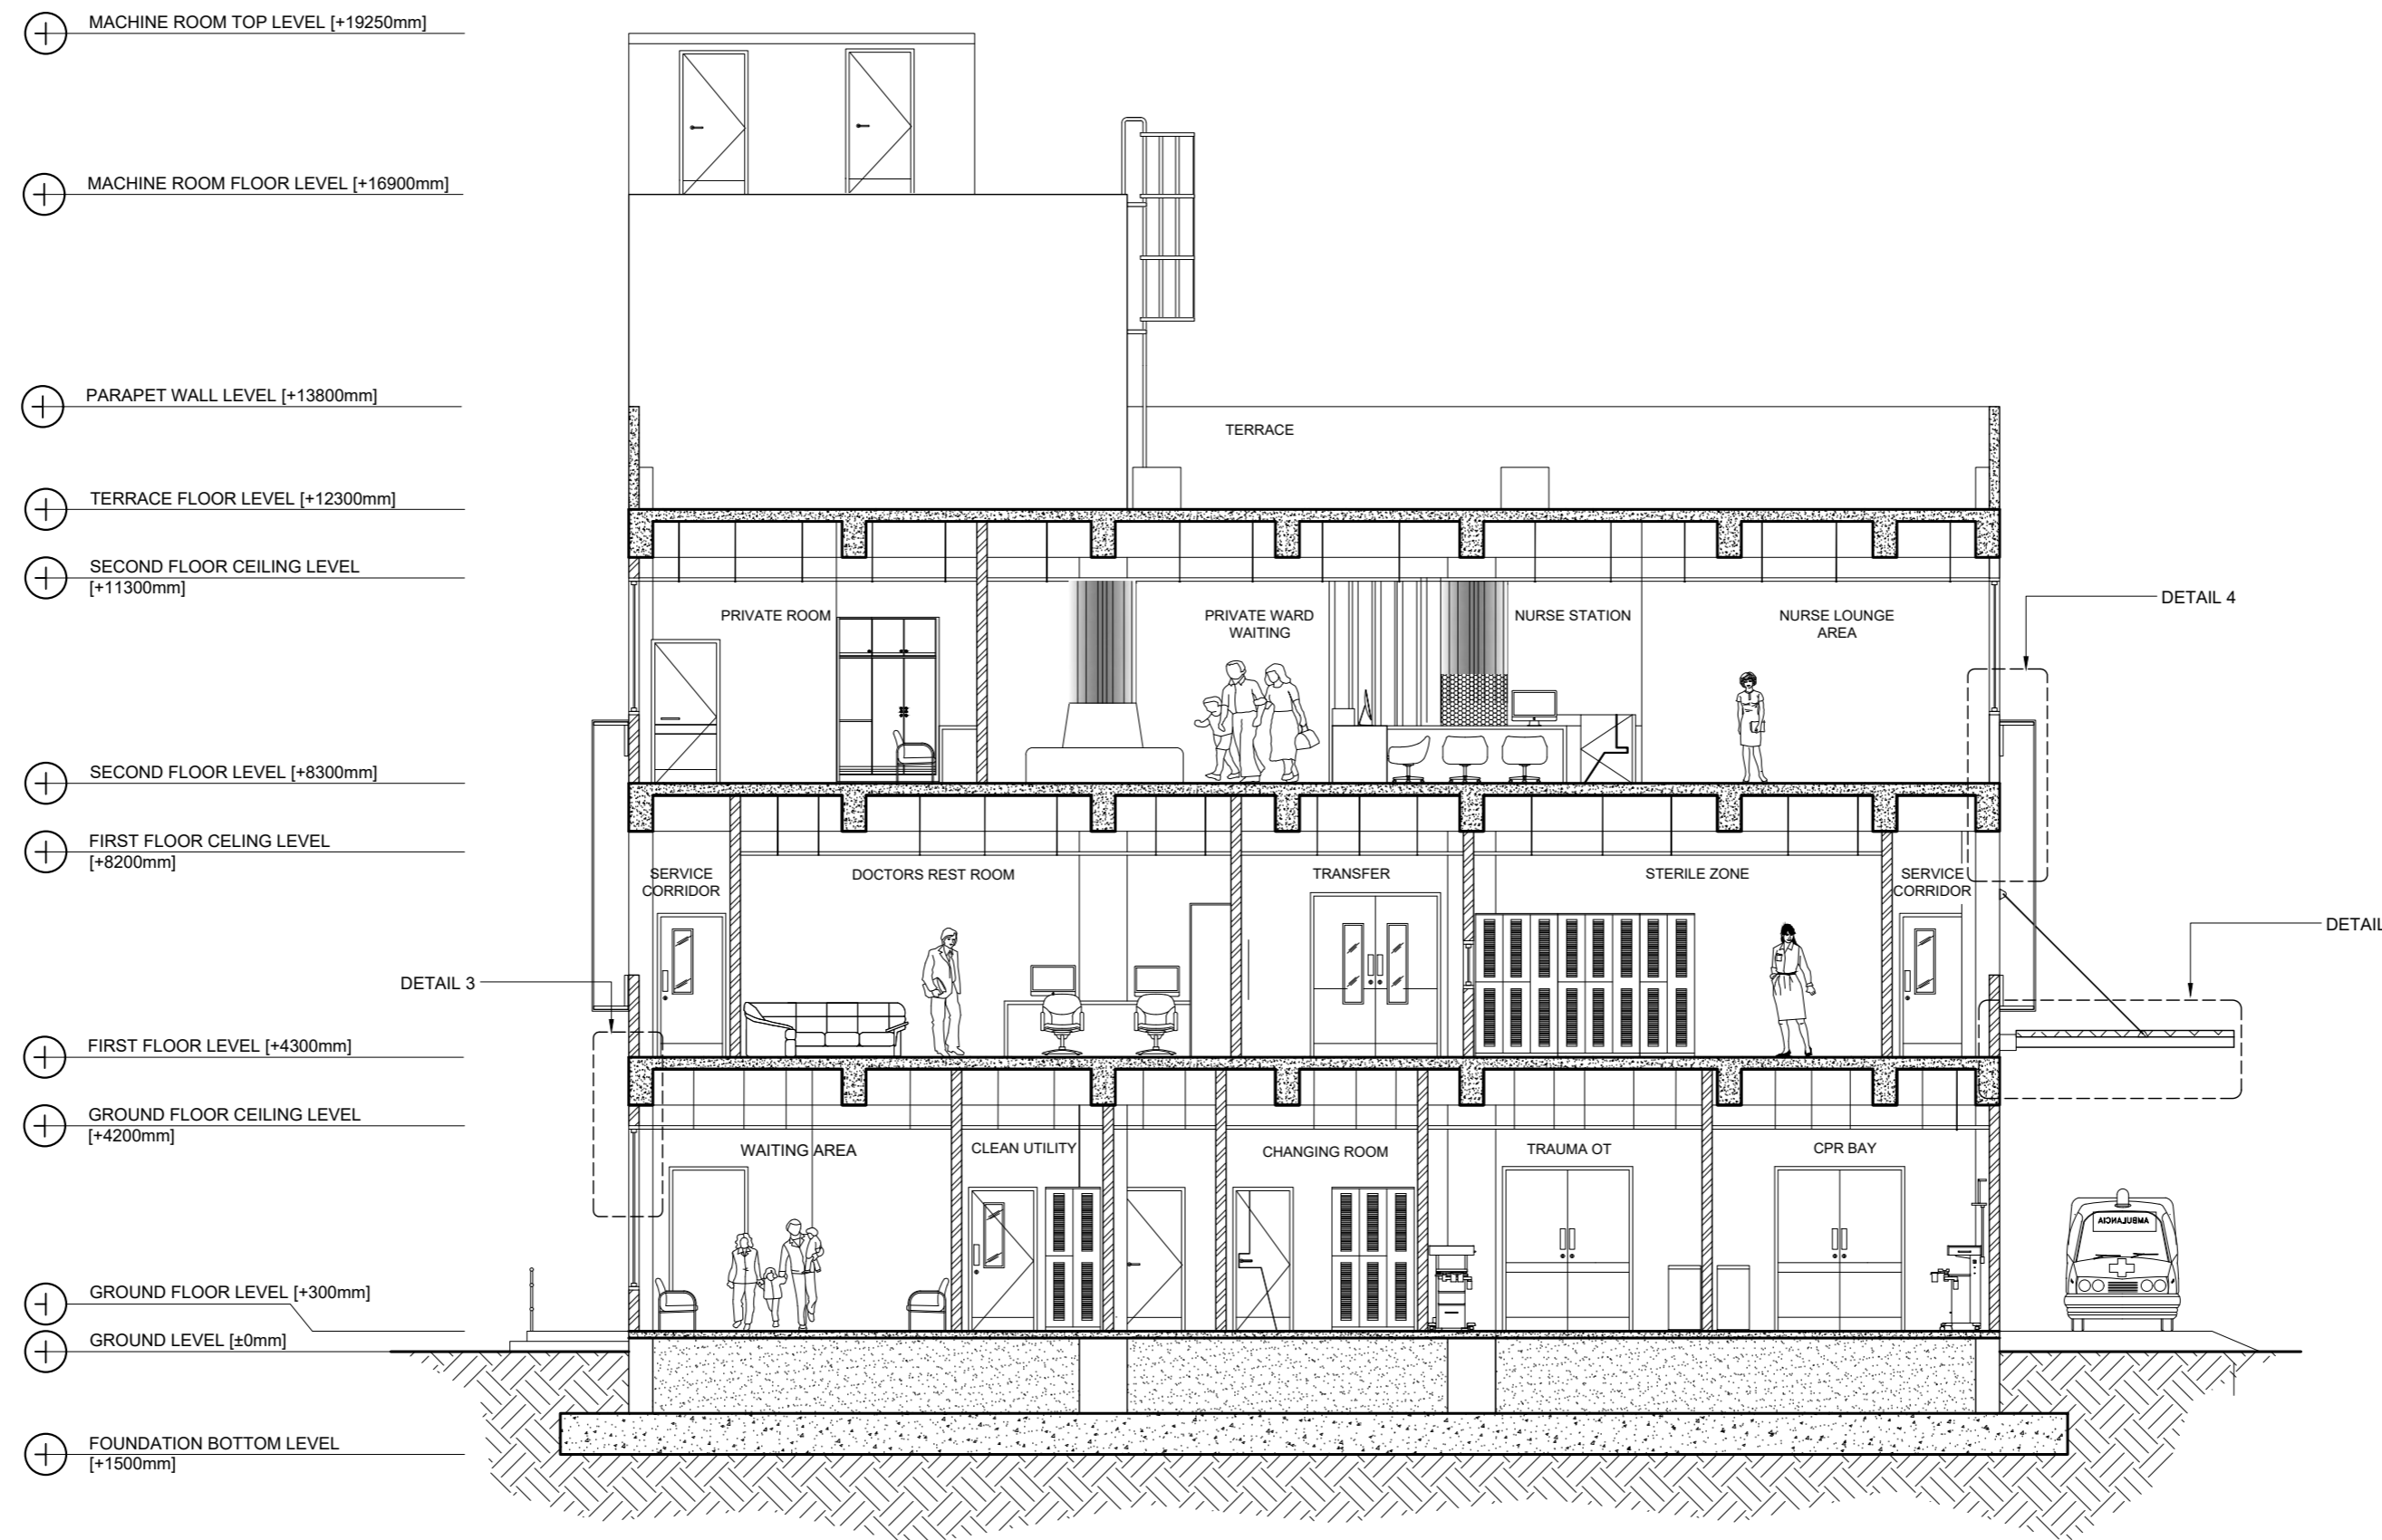 MACHINE ROOM TOP LEVEL [+19250mm]
MACHINE ROOM FLOOR LEVEL [+16900mm]
PARAPET WALL LEVEL [+13800mm]
TERRACE
TERRACE FLOOR LEVEL [+12300mm]
SECOND FLOOR CEILING LEVEL
[+11300mm]
PRIVATE ROOM
PRIVATE WARD
WAITING
NURSE STATION
NURSE LOUNGE
AREA
DETAIL 4
SECOND FLOOR LEVEL [+8300mm]
FIRST FLOOR CELING LEVEL
[+8200mm]
SERVICE
CORRIDOR
DOCTORS REST ROOM
TRANSFER
STERILE ZONE
SERVICE
CORRIDOR
DETAIL
DETAIL 3
FIRST FLOOR LEVEL [+4300mm]
GROUND FLOOR CEILING LEVEL
[+4200mm]
WAITING AREA
CLEAN UTILITY
CHANGING ROOM
TRAUMA OT
CPR BAY
AMBULANCIA
GROUND FLOOR LEVEL [+300mm]
GROUND LEVEL [±0mm]
FOUNDATION BOTTOM LEVEL
[+1500mm]